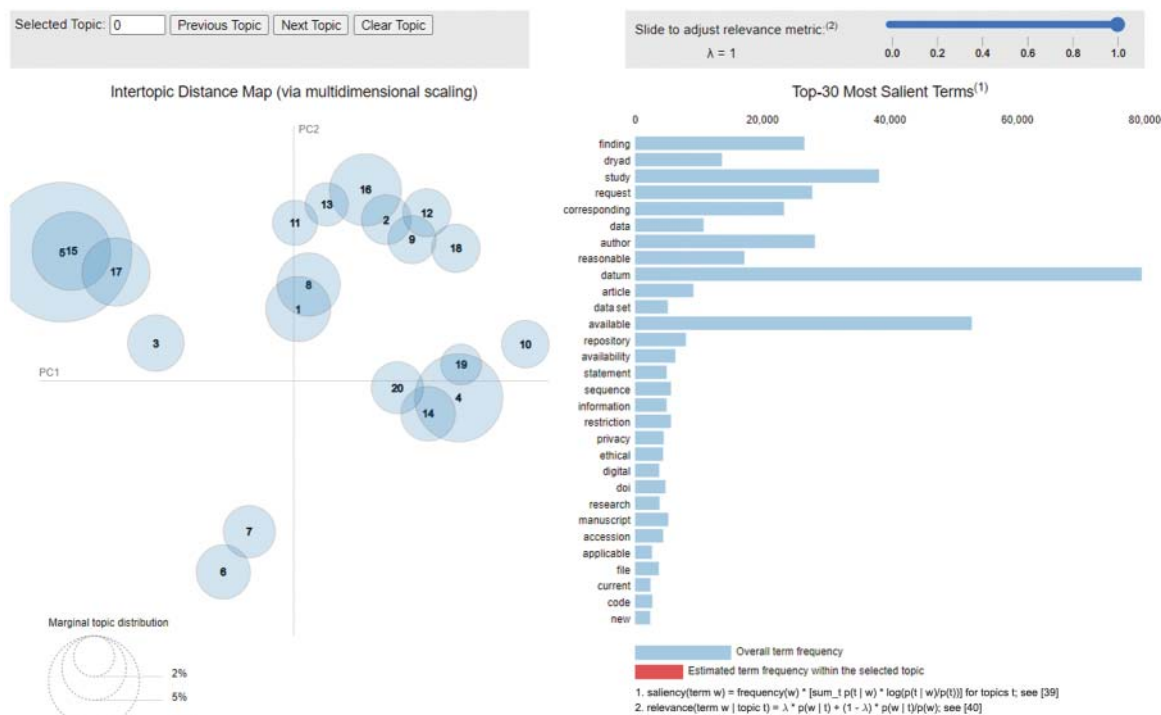 Selected Topic: 0 Previous Topic Next Topic Clear Topic
Slide to adjust relevance metric:(2)
λ = 1
0.0 0.2 0.4 0.6 0.8 1.0
Intertopic Distance Map (via multidimensional scaling)
PC2
PC1
16
13
11
2
12
9
18
5
15
17
8
1
3
10
19
20
4
14
7
6
Marginal topic distribution
2%
5%
Top-30 Most Salient Terms(1)
0 20,000 40,000 60,000 80,000
finding
dryad
study
request
corresponding
data
author
reasonable
datum
article
data set
available
repository
availability
statement
sequence
information
restriction
privacy
ethical
digital
doi
research
manuscript
accession
applicable
file
current
code
new
Overall term frequency
Estimated term frequency within the selected topic
1. saliency(term w) = frequency(w) * [sum_t p(t | w) * log(p(t | w)/p(t))] for topics t; see [39]
2. relevance(term w | topic t) = λ * p(w | t) + (1 - λ) * p(w | t)/p(w); see [40]